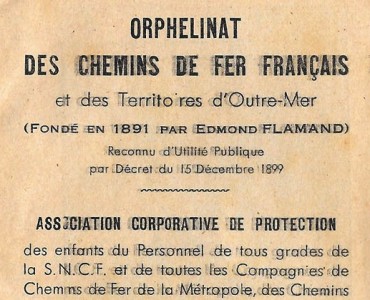 ORPHELINAT
DES CHEMINS DE FER FRANÇAIS
et des Territoires d'Outre-Mer
(FONDÉ EN 1891 PAR EDMOND FLAMAND)
Reconnu d'Utilité Publique
par Décret du 15 Décembre 1899
ASSOCIATION CORPORATIVE DE PROTECTION
des enfants du Personnel de tous grades de
la S.N.C.F. et de toutes les Compagnies de
Chemins de Fer de la Métropole, des Chemins